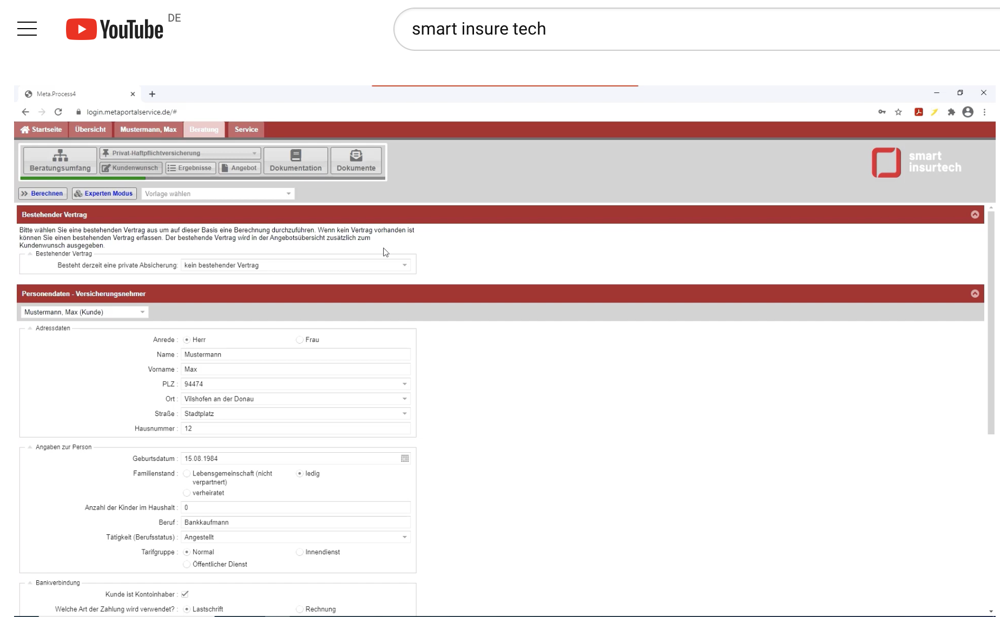 YouTube DE
smart insure tech
Meta.Process4
login.metaportalservice.de/#
Startseite Übersicht Mustermann, Max Beratung Service
Beratungsumfang
Privat-Haftpflichtversicherung
Kundenwunsch Ergebnisse Angebot
Dokumentation Dokumente
smart
insurtech
Berechnen Experten Modus Vorlage wählen
Bestehender Vertrag
Bitte wählen Sie eine bestehenden Vertrag aus um auf dieser Basis eine Berechnung durchzuführen. Wenn kein Vertrag vorhanden ist
können Sie einen bestehenden Vertrag erfassen. Der bestehende Vertrag wird in der Angebotsübersicht zusätzlich zum
Kundenwunsch ausgegeben.
Bestehender Vertrag
Besteht derzeit eine private Absicherung: kein bestehender Vertrag
Personendaten - Versicherungsnehmer
Mustermann, Max (Kunde)
Adressdaten
Anrede : Herr Frau
Name : Mustermann
Vorname : Max
PLZ : 94474
Ort : Vilshofen an der Donau
Straße : Stadtplatz
Hausnummer : 12
Angaben zur Person
Geburtsdatum : 15.08.1984
Familienstand : Lebensgemeinschaft (nicht verpartnert) ledig
verheiratet
Anzahl der Kinder im Haushalt : 0
Beruf : Bankkaufmann
Tätigkeit (Berufsstatus) : Angestellt
Tarifgruppe : Normal Innendienst
Öffentlicher Dienst
Bankverbindung
Kunde ist Kontoinhaber :
Welche Art der Zahlung wird verwendet? : Lastschrift Rechnung